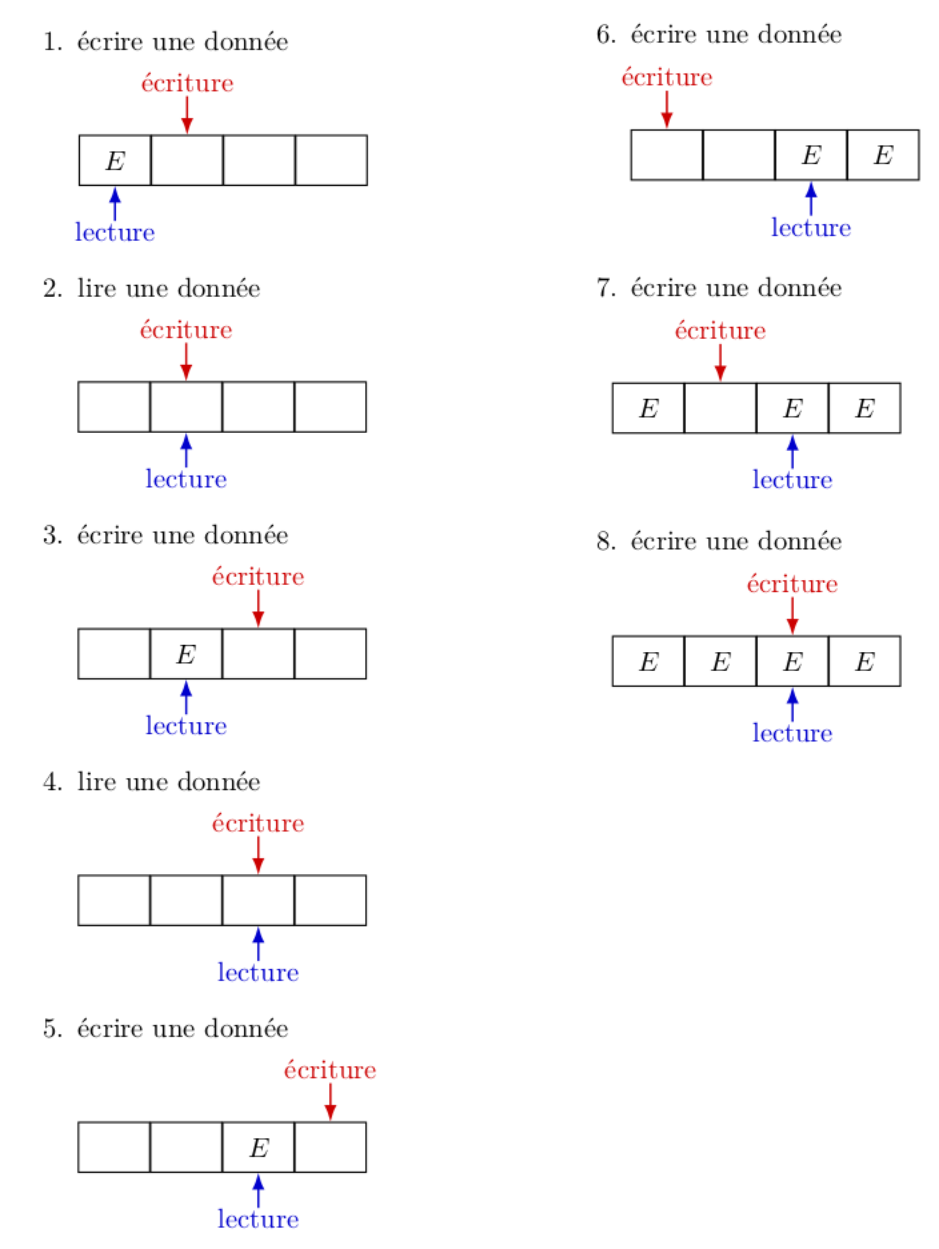 1. écrire une donnée
écriture
E
lecture
2. lire une donnée
écriture
lecture
3. écrire une donnée
écriture
E
lecture
4. lire une donnée
écriture
lecture
5. écrire une donnée
écriture
E
lecture
6. écrire une donnée
écriture
E E
lecture
7. écrire une donnée
écriture
E E E
lecture
8. écrire une donnée
écriture
E E E E
lecture